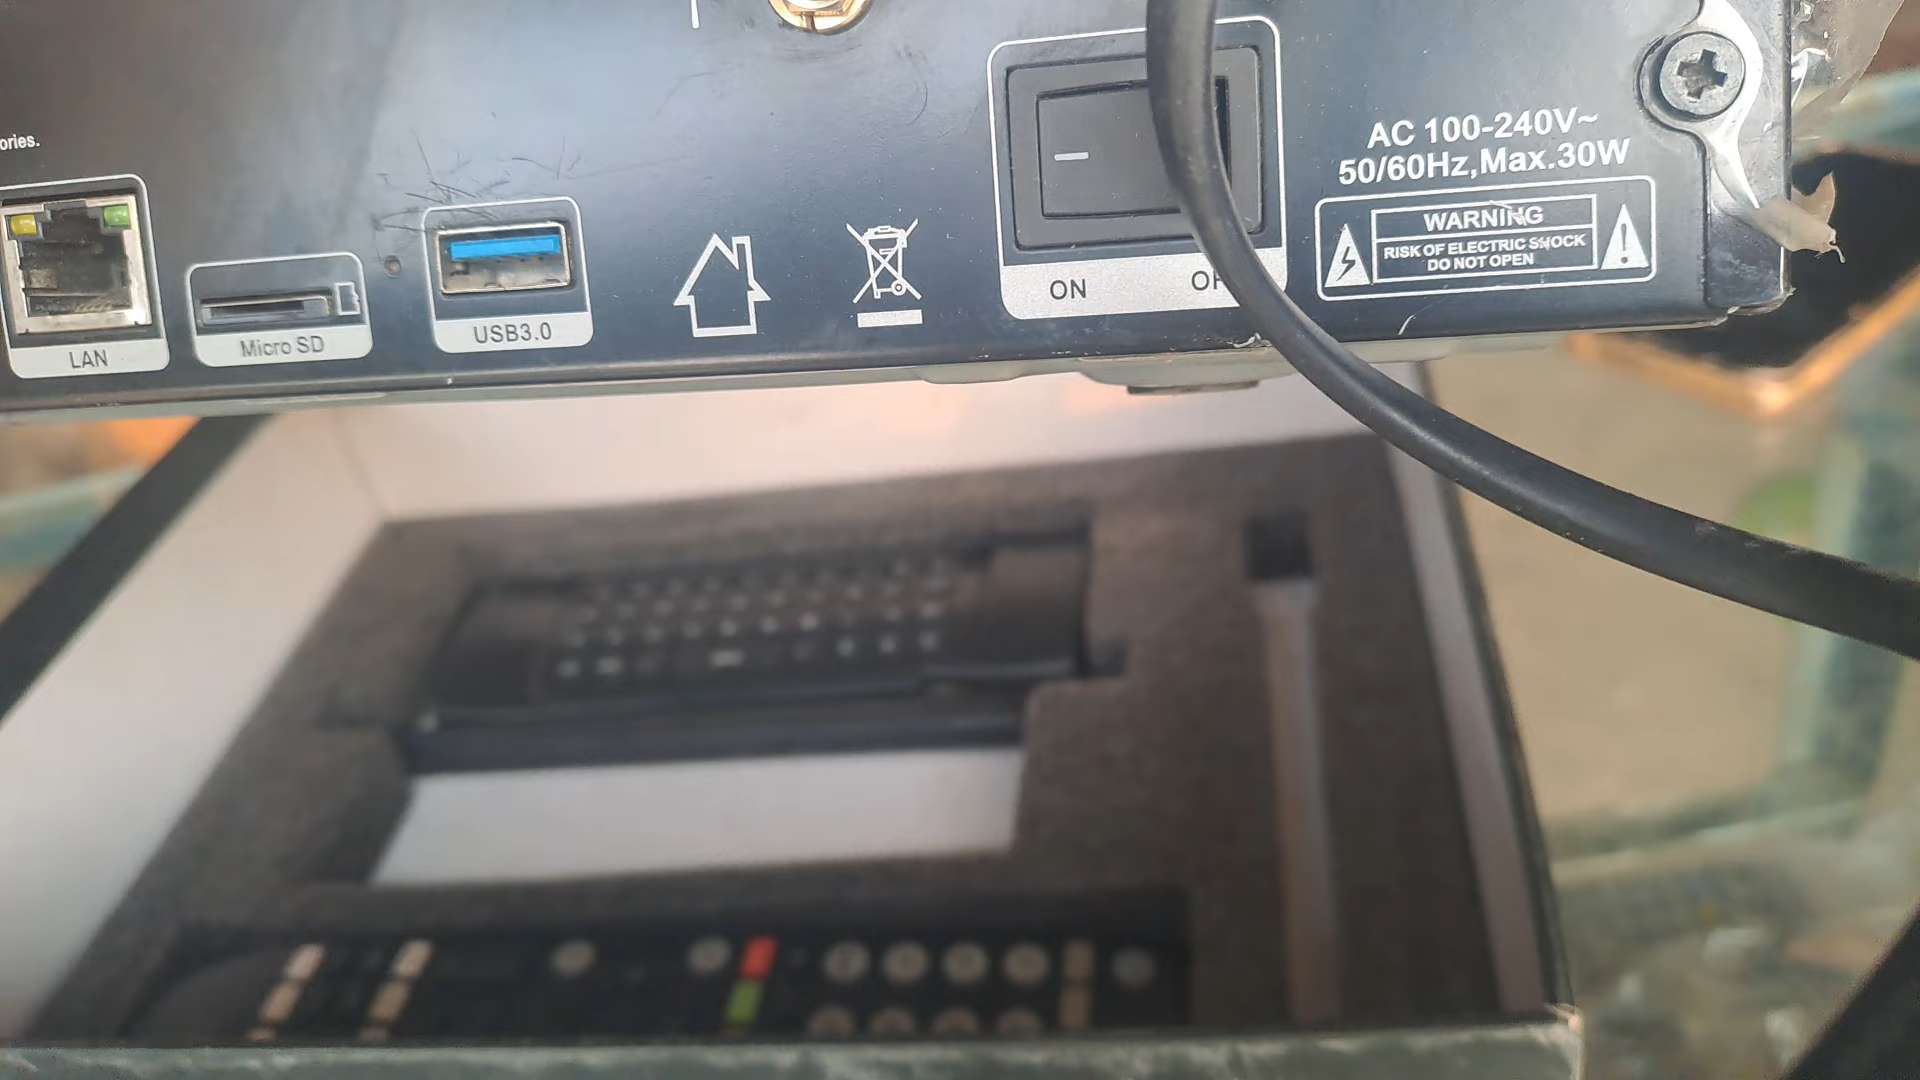 ories.
LAN
Micro SD
USB3.0
ON OF
AC 100-240V~
50/60Hz,Max.30W
WARNING
RISK OF ELECTRIC SHOCK
DO NOT OPEN